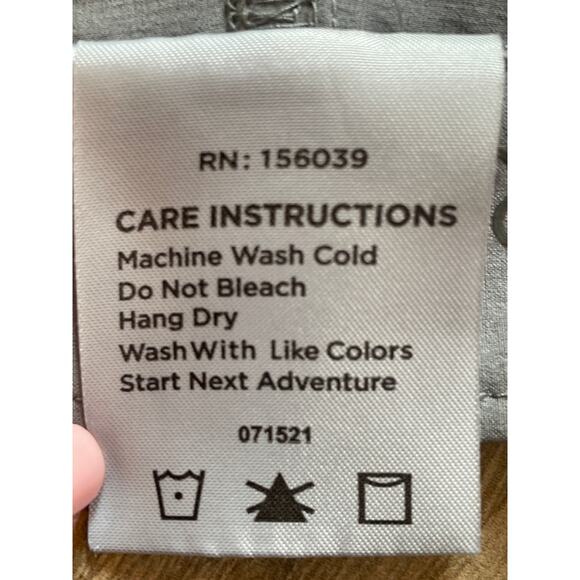 RN: 156039
CARE INSTRUCTIONS
Machine Wash Cold
Do Not Bleach
Hang Dry
Wash With Like Colors
Start Next Adventure
071521